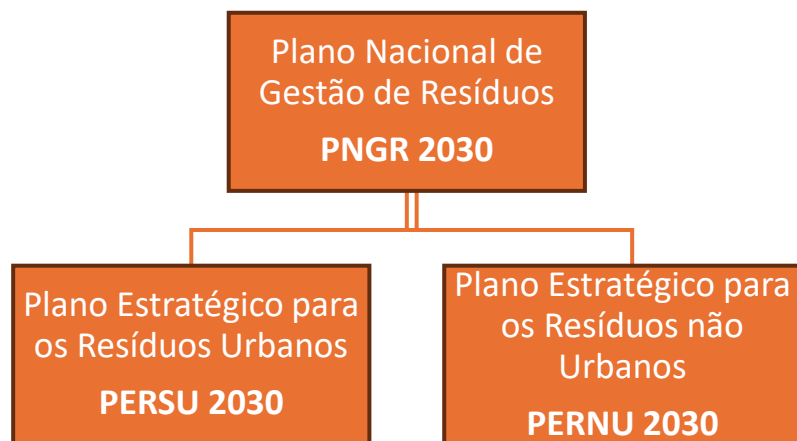 Plano Nacional de
Gestão de Resíduos
PNGR 2030
Plano Estratégico para
os Resíduos Urbanos
PERSU 2030
Plano Estratégico para
os Resíduos não
Urbanos
PERNU 2030